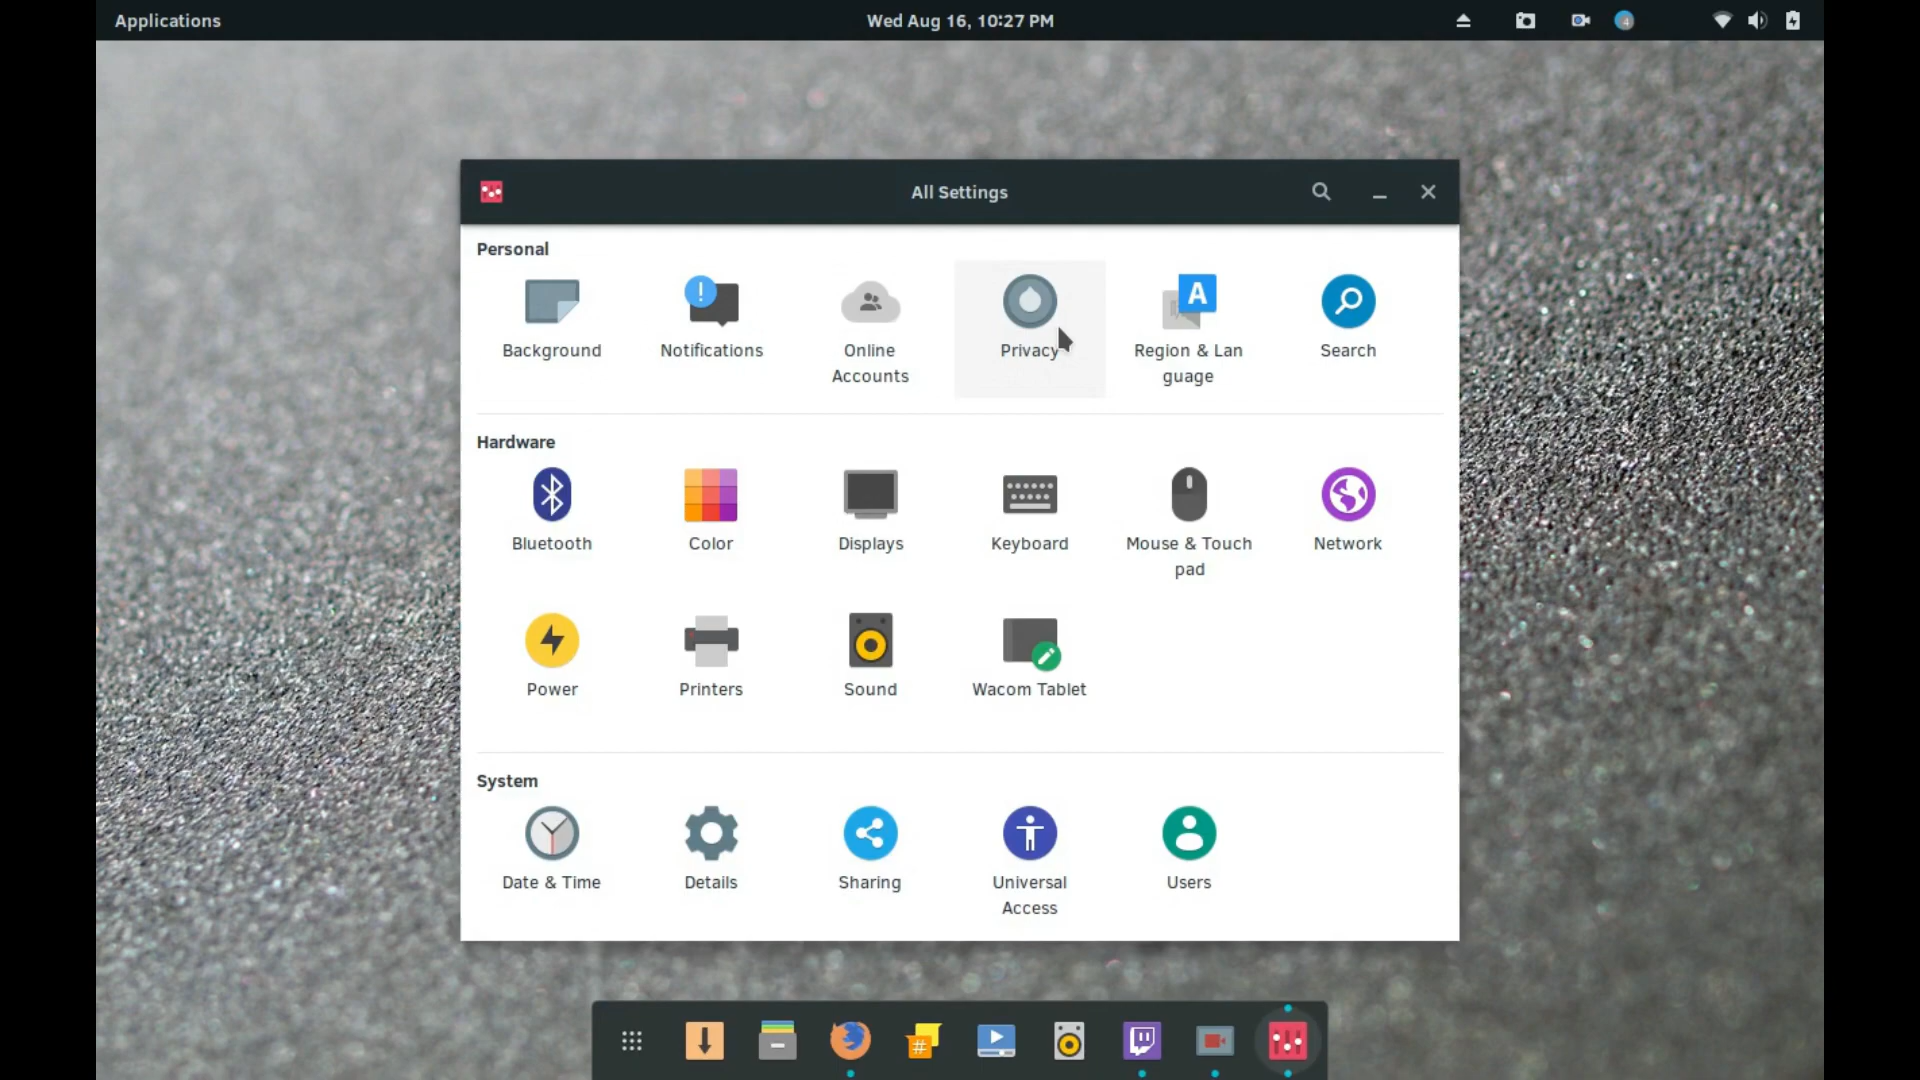 Applications
Wed Aug 16, 10:27 PM
4
All Settings
Personal
Background
!
Notifications
Online
Accounts
Privacy
A
Region & Lan
guage
Search
Hardware
Bluetooth
Color
Displays
Keyboard
Mouse & Touch
pad
Network
Power
Printers
Sound
Wacom Tablet
System
Date & Time
Details
Sharing
Universal
Access
Users
#